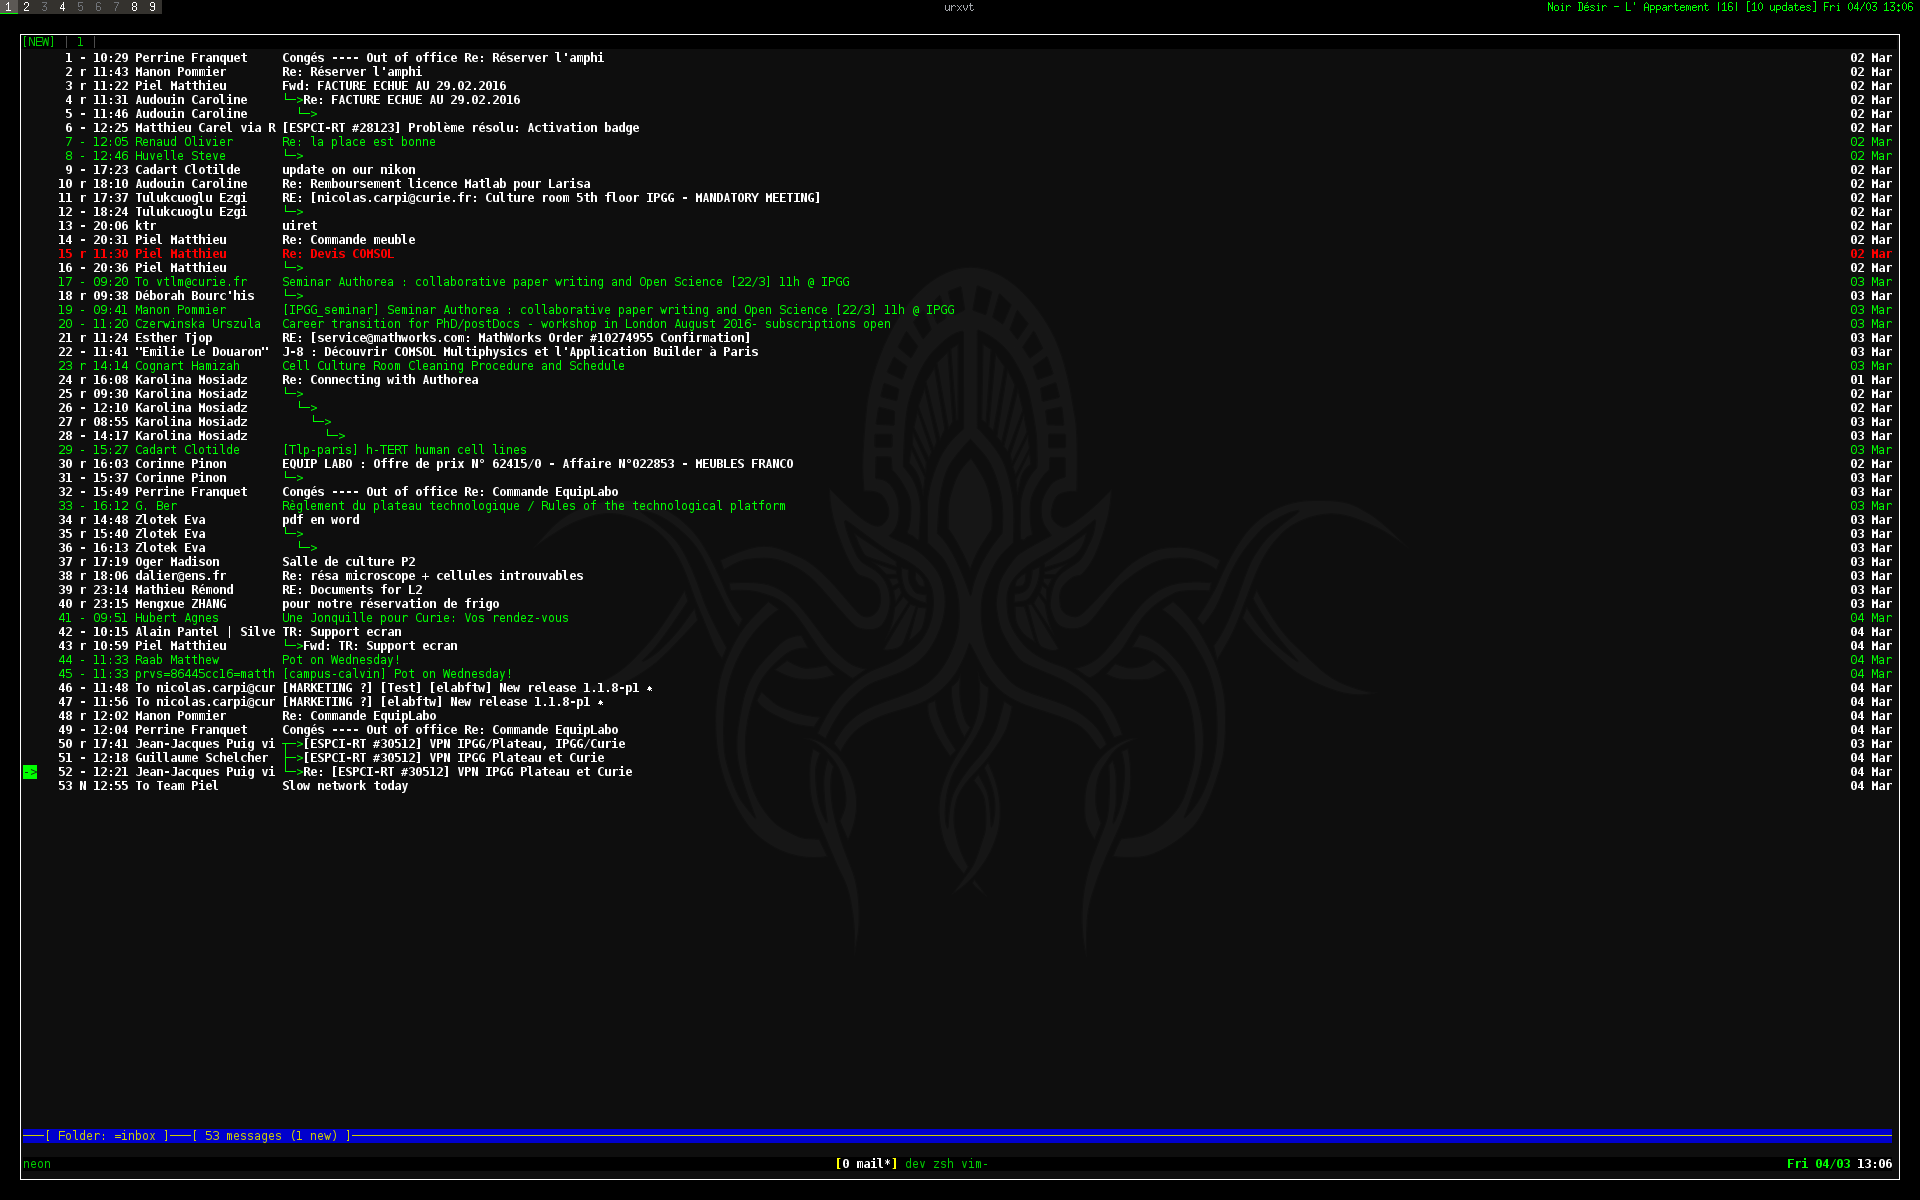 1 2 3 4 5 6 7 8 9 urxvt Noir Désir - L' Appartement |16| [10 updates] Fri 04/03 13:06
[NEW] | 1 |
1 - 10:29 Perrine Franquet Congés ---- Out of office Re: Réserver l'amphi 02 Mar
2 r 11:43 Manon Pommier Re: Réserver l'amphi 02 Mar
3 r 11:22 Piel Matthieu Fwd: FACTURE ECHUE AU 29.02.2016 02 Mar
4 r 11:31 Audouin Caroline └─>Re: FACTURE ECHUE AU 29.02.2016 02 Mar
5 - 11:46 Audouin Caroline └─> 02 Mar
6 - 12:25 Matthieu Carel via R [ESPCI-RT #28123] Problème résolu: Activation badge 02 Mar
7 - 12:05 Renaud Olivier Re: la place est bonne 02 Mar
8 - 12:46 Huvelle Steve └─> 02 Mar
9 - 17:23 Cadart Clotilde update on our nikon 02 Mar
10 r 18:10 Audouin Caroline Re: Remboursement licence Matlab pour Larisa 02 Mar
11 r 17:37 Tulukcuoglu Ezgi RE: [nicolas.carpi@curie.fr: Culture room 5th floor IPGG - MANDATORY MEETING] 02 Mar
12 - 18:24 Tulukcuoglu Ezgi └─> 02 Mar
13 - 20:06 ktr uiret 02 Mar
14 - 20:31 Piel Matthieu Re: Commande meuble 02 Mar
15 r 11:30 Piel Matthieu Re: Devis COMSOL 02 Mar
16 - 20:36 Piel Matthieu └─> 02 Mar
17 - 09:20 To vtlm@curie.fr Seminar Authorea : collaborative paper writing and Open Science [22/3] 11h @ IPGG 03 Mar
18 r 09:38 Déborah Bourc'his └─> 03 Mar
19 - 09:41 Manon Pommier [IPGG_seminar] Seminar Authorea : collaborative paper writing and Open Science [22/3] 11h @ IPGG 03 Mar
20 - 11:20 Czerwinska Urszula Career transition for PhD/postDocs - workshop in London August 2016- subscriptions open 03 Mar
21 r 11:24 Esther Tjop RE: [service@mathworks.com: MathWorks Order #10274955 Confirmation] 03 Mar
22 - 11:41 "Emilie Le Douaron" J-8 : Découvrir COMSOL Multiphysics et l'Application Builder à Paris 03 Mar
23 r 14:14 Cognart Hamizah Cell Culture Room Cleaning Procedure and Schedule 03 Mar
24 r 16:08 Karolina Mosiadz Re: Connecting with Authorea 01 Mar
25 r 09:30 Karolina Mosiadz └─> 02 Mar
26 - 12:10 Karolina Mosiadz └─> 02 Mar
27 r 08:55 Karolina Mosiadz └─> 03 Mar
28 - 14:17 Karolina Mosiadz └─> 03 Mar
29 - 15:27 Cadart Clotilde [Tlp-paris] h-TERT human cell lines 03 Mar
30 r 16:03 Corinne Pinon EQUIP LABO : Offre de prix N° 62415/0 - Affaire N°022853 - MEUBLES FRANCO 02 Mar
31 - 15:37 Corinne Pinon └─> 03 Mar
32 - 15:49 Perrine Franquet Congés ---- Out of office Re: Commande EquipLabo 03 Mar
33 - 16:12 G. Ber Règlement du plateau technologique / Rules of the technological platform 03 Mar
34 r 14:48 Zlotek Eva pdf en word 03 Mar
35 r 15:40 Zlotek Eva └─> 03 Mar
36 - 16:13 Zlotek Eva └─> 03 Mar
37 r 17:19 Oger Madison Salle de culture P2 03 Mar
38 r 18:06 dalier@ens.fr Re: résa microscope + cellules introuvables 03 Mar
39 r 23:14 Mathieu Rémond RE: Documents for L2 03 Mar
40 r 23:15 Mengxue ZHANG pour notre réservation de frigo 03 Mar
41 - 09:51 Hubert Agnes Une Jonquille pour Curie: Vos rendez-vous 04 Mar
42 - 10:15 Alain Pantel | Silve TR: Support ecran 04 Mar
43 r 10:59 Piel Matthieu └─>Fwd: TR: Support ecran 04 Mar
44 - 11:33 Raab Matthew Pot on Wednesday! 04 Mar
45 - 11:33 prvs=86445cc16=matth [campus-calvin] Pot on Wednesday! 04 Mar
46 - 11:48 To nicolas.carpi@cur [MARKETING ?] [Test] [elabftw] New release 1.1.8-p1 ★ 04 Mar
47 - 11:56 To nicolas.carpi@cur [MARKETING ?] [elabftw] New release 1.1.8-p1 ★ 04 Mar
48 r 12:02 Manon Pommier Re: Commande EquipLabo 04 Mar
49 - 12:04 Perrine Franquet Congés ---- Out of office Re: Commande EquipLabo 04 Mar
50 r 17:41 Jean-Jacques Puig vi ┬─>[ESPCI-RT #30512] VPN IPGG/Plateau, IPGG/Curie 03 Mar
51 - 12:18 Guillaume Schelcher ├─>[ESPCI-RT #30512] VPN IPGG Plateau et Curie 04 Mar
-> 52 - 12:21 Jean-Jacques Puig vi └─>Re: [ESPCI-RT #30512] VPN IPGG Plateau et Curie 04 Mar
53 N 12:55 To Team Piel Slow network today 04 Mar
───[ Folder: =inbox ]───[ 53 messages (1 new) ]
neon [0 mail*] dev zsh vim- Fri 04/03 13:06